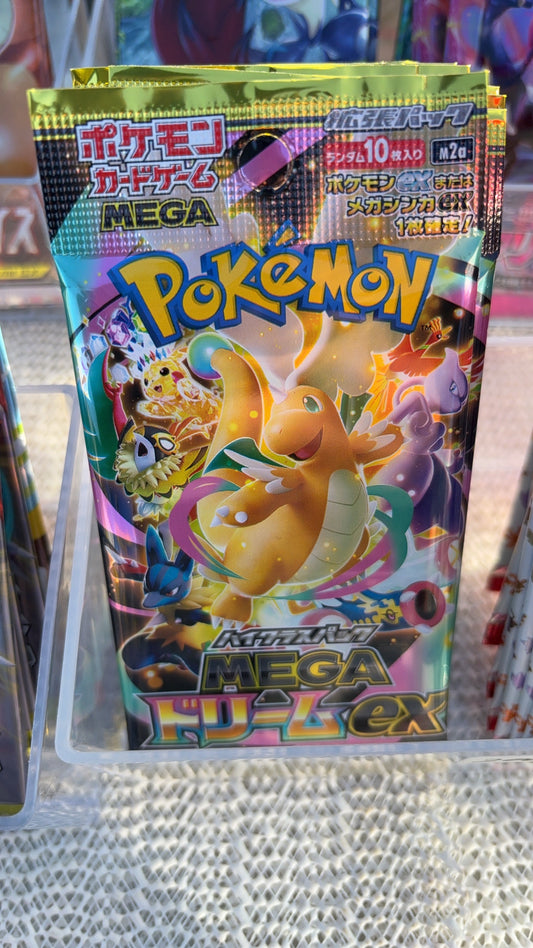 ポケモン
カードゲーム
MEGA
拡張パック
ランダム10枚入り
M2a
ポケモンexまたは
メガシンカex
1枚確定!
POKéMON
TM
ハイクラスパック
MEGA
ドリームex
ス